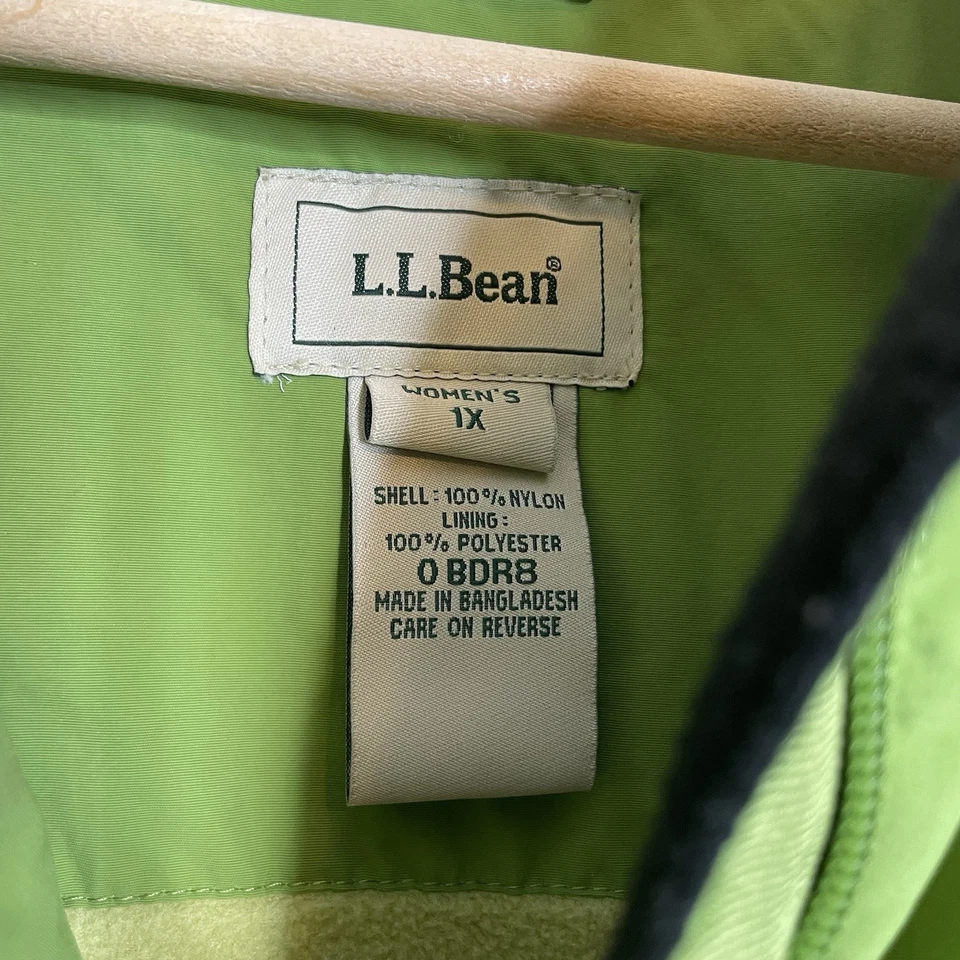 L.L.Bean®
WOMEN'S
1X
SHELL: 100% NYLON
LINING:
100% POLYESTER
0 BDR8
MADE IN BANGLADESH
CARE ON REVERSE